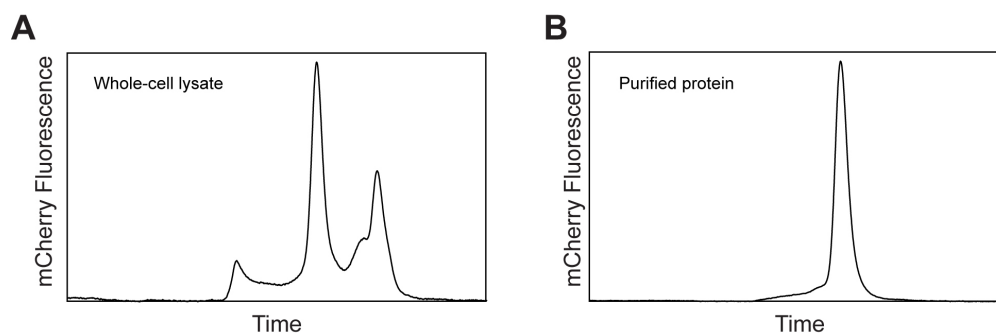 A
Whole-cell lysate
mCherry Fluorescence
Time
B
Purified protein
mCherry Fluorescence
Time